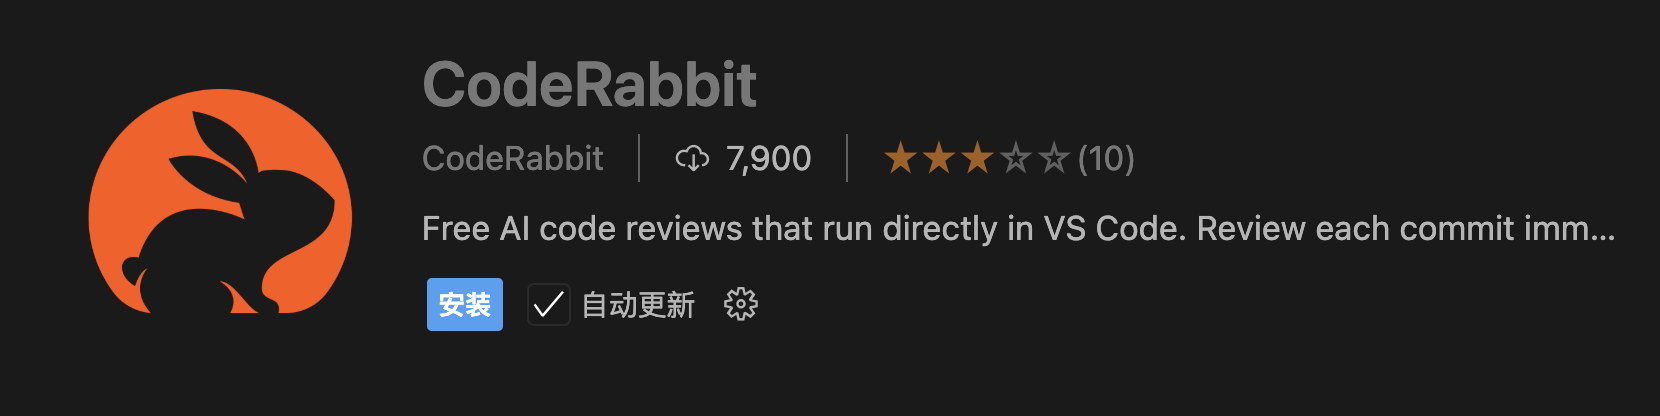 CodeRabbit
CodeRabbit 7,900 (10)
Free AI code reviews that run directly in VS Code. Review each commit imm...
安装 自动更新